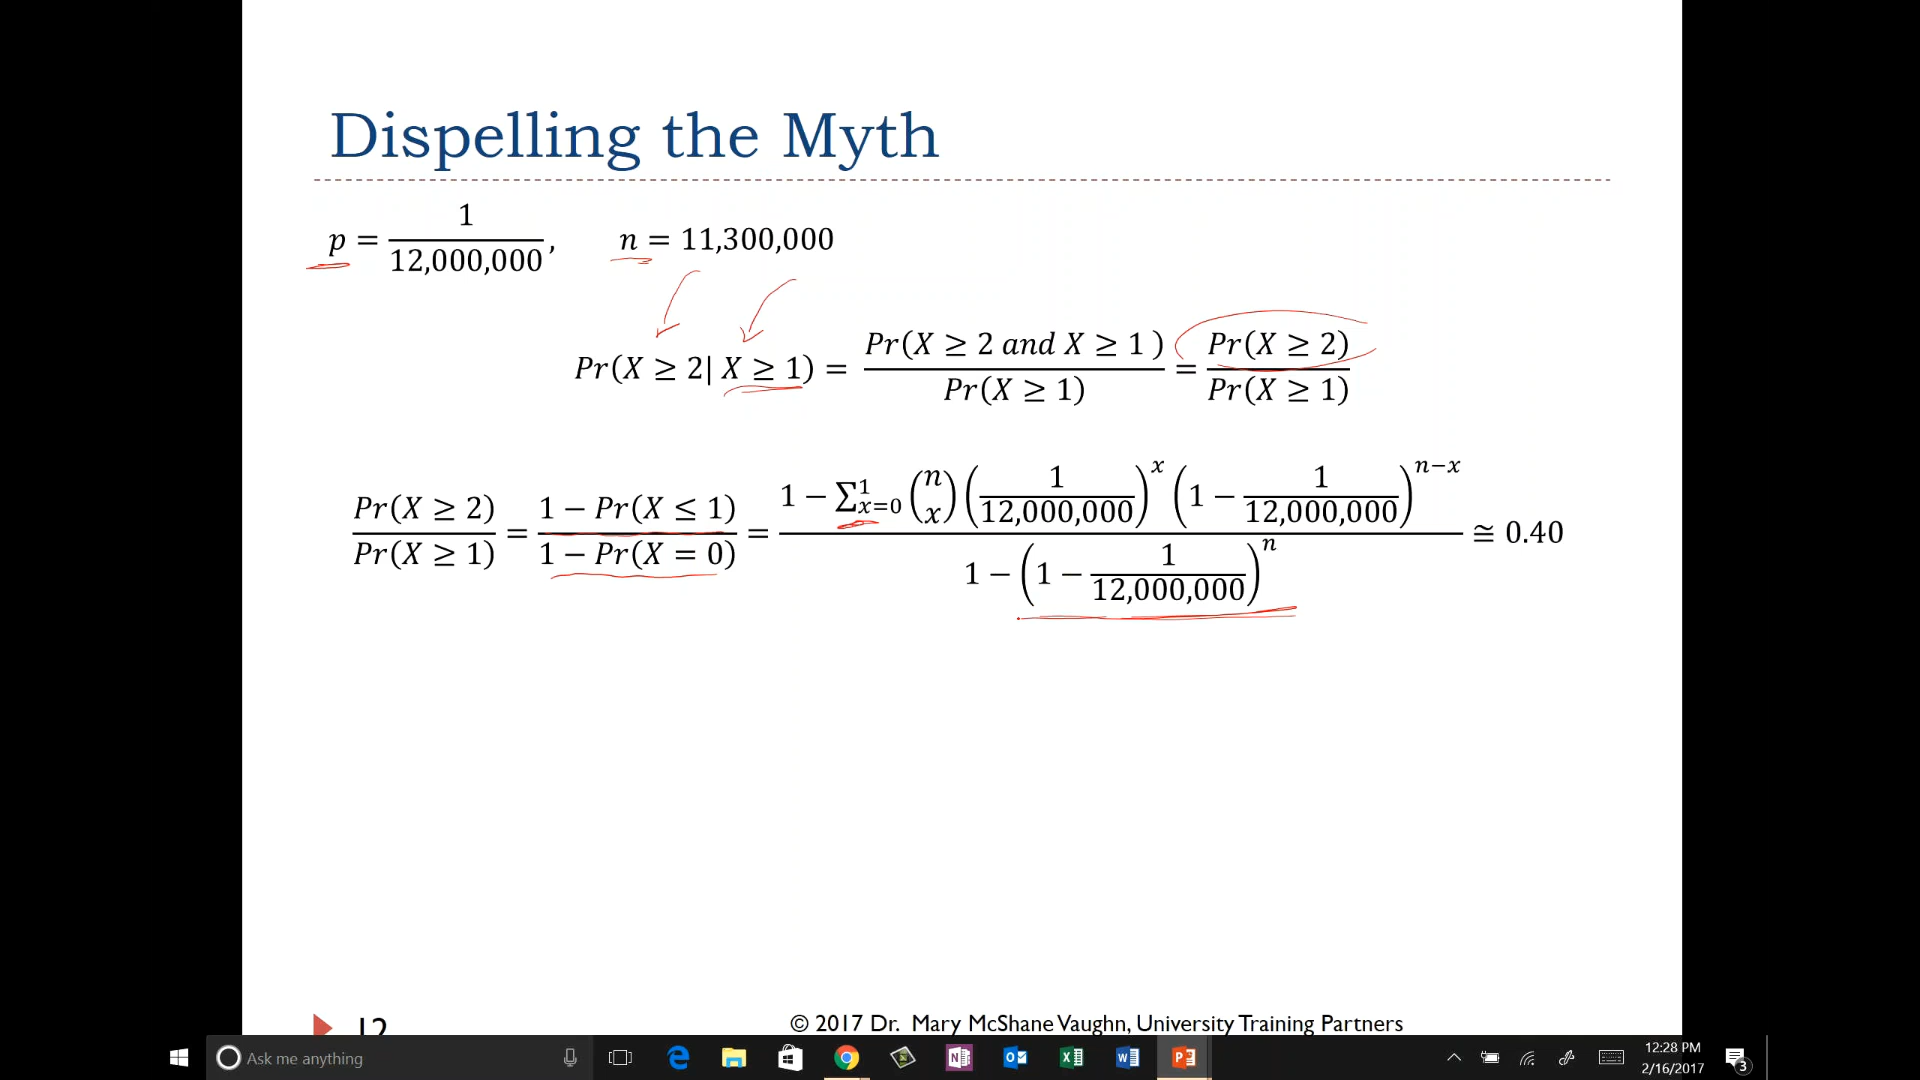 Dispelling the Myth
p = 1/12,000,000, n = 11,300,000
Pr(X ≥ 2| X ≥ 1) = Pr(X ≥ 2 and X ≥ 1 )/Pr(X ≥ 1) = Pr(X ≥ 2)/Pr(X ≥ 1)
Pr(X ≥ 2)/Pr(X ≥ 1) = (1 − Pr(X ≤ 1))/(1 − Pr(X = 0)) = (1 − ∑_{x=0}^{1} (n x) (1/12,000,000)^x (1 − 1/12,000,000)^{n−x})/(1 − (1 − 1/12,000,000)^n) ≅ 0.40
12
© 2017 Dr. Mary McShane Vaughn, University Training Partners
Ask me anything
12:28 PM
2/16/2017
3